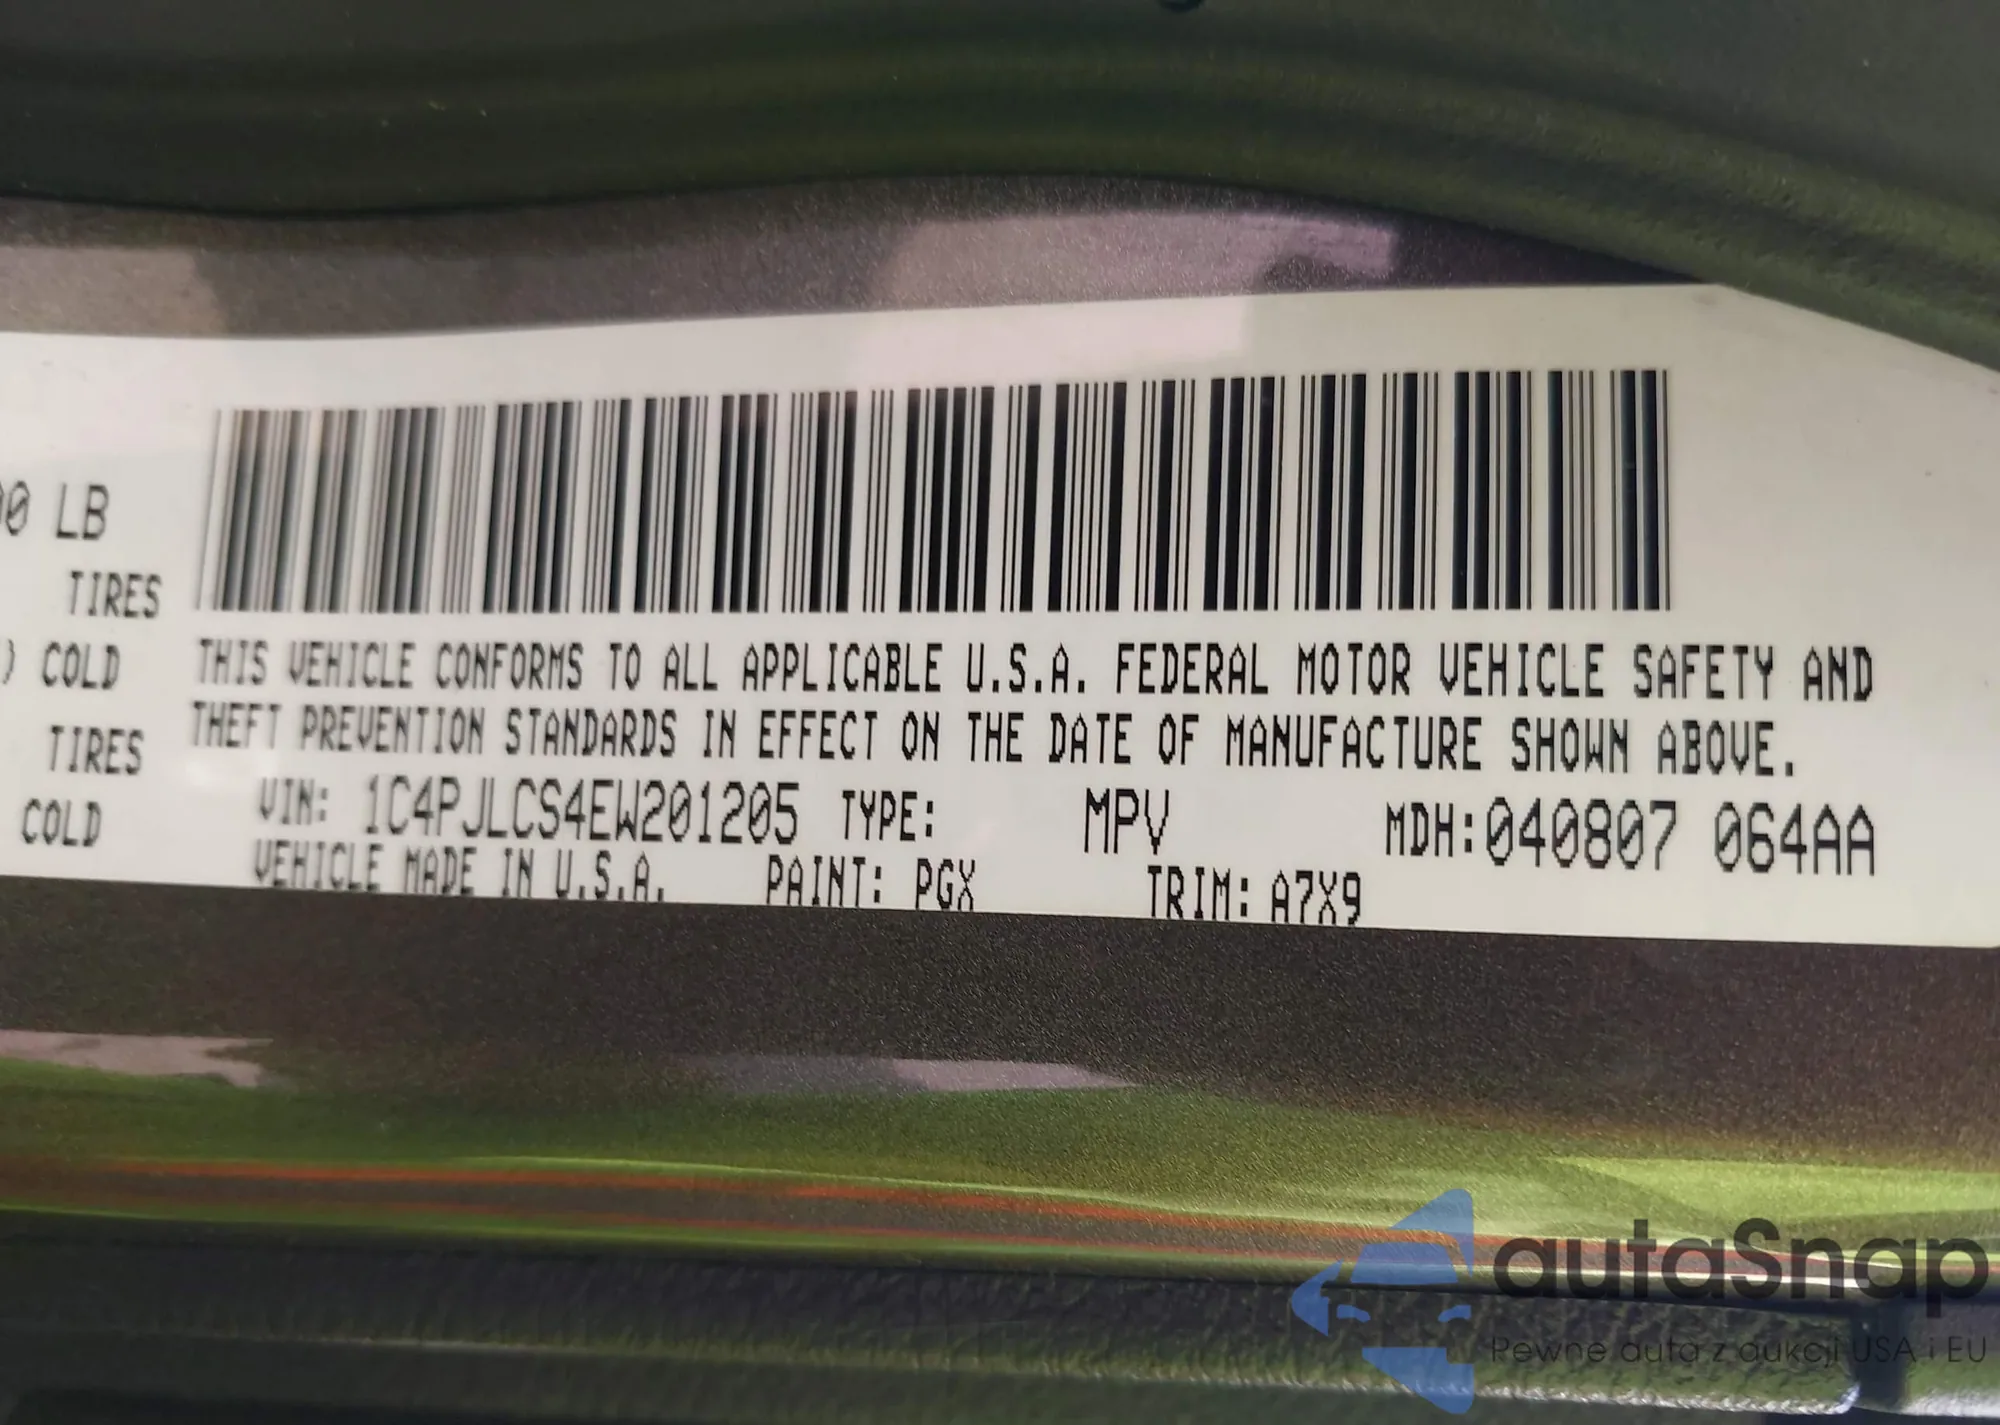 0 LB
TIRES
) COLD
TIRES
COLD
THIS VEHICLE CONFORMS TO ALL APPLICABLE U.S.A. FEDERAL MOTOR VEHICLE SAFETY AND
THEFT PREVENTION STANDARDS IN EFFECT ON THE DATE OF MANUFACTURE SHOWN ABOVE.
VIN: 1C4PJLCS4EW201205 TYPE: MPV MDH:040807 064AA
VEHICLE MADE IN U.S.A. PAINT: PGX TRIM: A7X9
autaSnap
Pewne auta z aukcji USA i EU